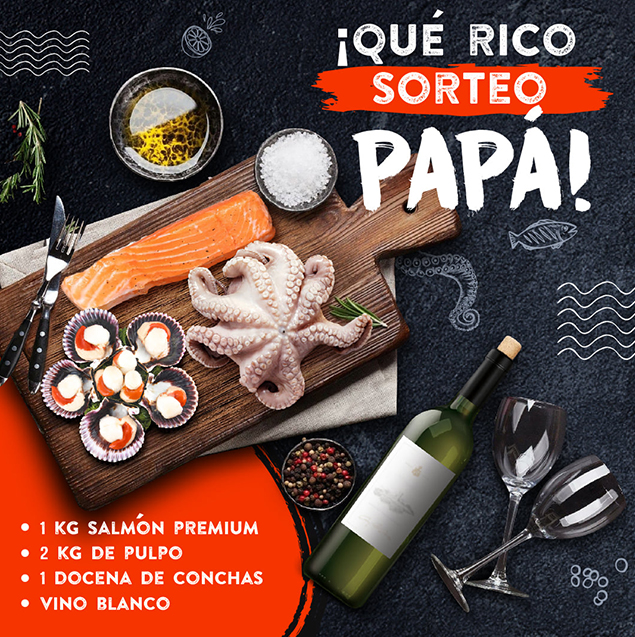 ¡QUÉ RICO
SORTEO
PAPÁ!
• 1 KG SALMÓN PREMIUM
• 2 KG DE PULPO
• 1 DOCENA DE CONCHAS
• VINO BLANCO